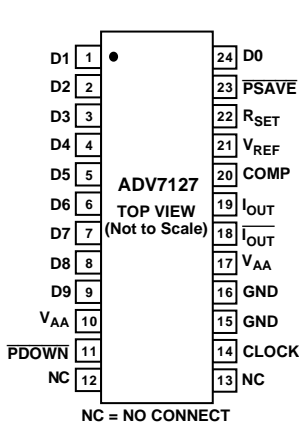 D1 1 24 D0
D2 2 23 PSAVE
D3 3 22 RSET
D4 4 21 VREF
D5 5 20 COMP
ADV7127
D6 6 19 IOUT
TOP VIEW
D7 7 18 IOUT
(Not to Scale)
D8 8 17 VAA
D9 9 16 GND
VAA 10 15 GND
PDOWN 11 14 CLOCK
NC 12 13 NC
NC = NO CONNECT